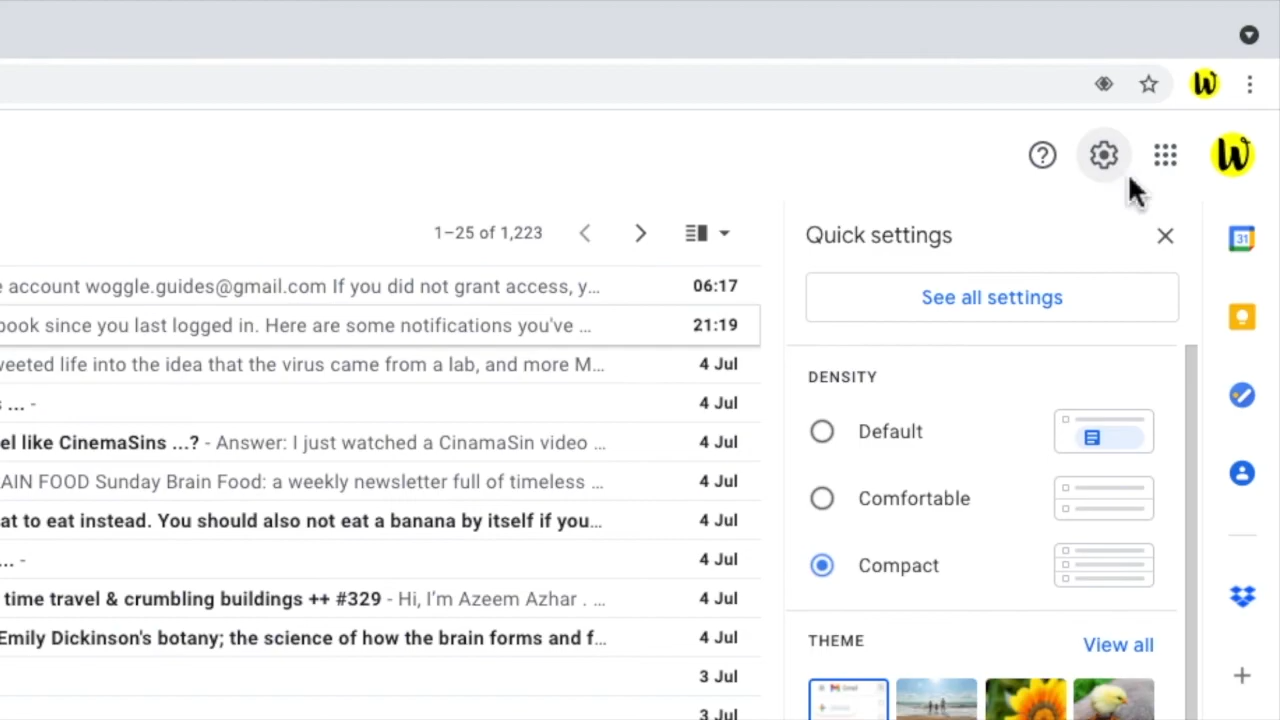 W
W
1–25 of 1,223
Quick settings
31
See all settings
e account woggle.guides@gmail.com If you did not grant access, y… 06:17
book since you last logged in. Here are some notifications you've … 21:19
weeted life into the idea that the virus came from a lab, and more M… 4 Jul
DENSITY
s ... - 4 Jul
Default
el like CinemaSins ...? - Answer: I just watched a CinamaSin video … 4 Jul
AIN FOOD Sunday Brain Food: a weekly newsletter full of timeless … 4 Jul
Comfortable
at to eat instead. You should also not eat a banana by itself if you… 4 Jul
... - 4 Jul
Compact
time travel & crumbling buildings ++ #329 - Hi, I’m Azeem Azhar . … 4 Jul
Emily Dickinson's botany; the science of how the brain forms and f… 4 Jul
THEME
View all
3 Jul
Gmail
3 Jul